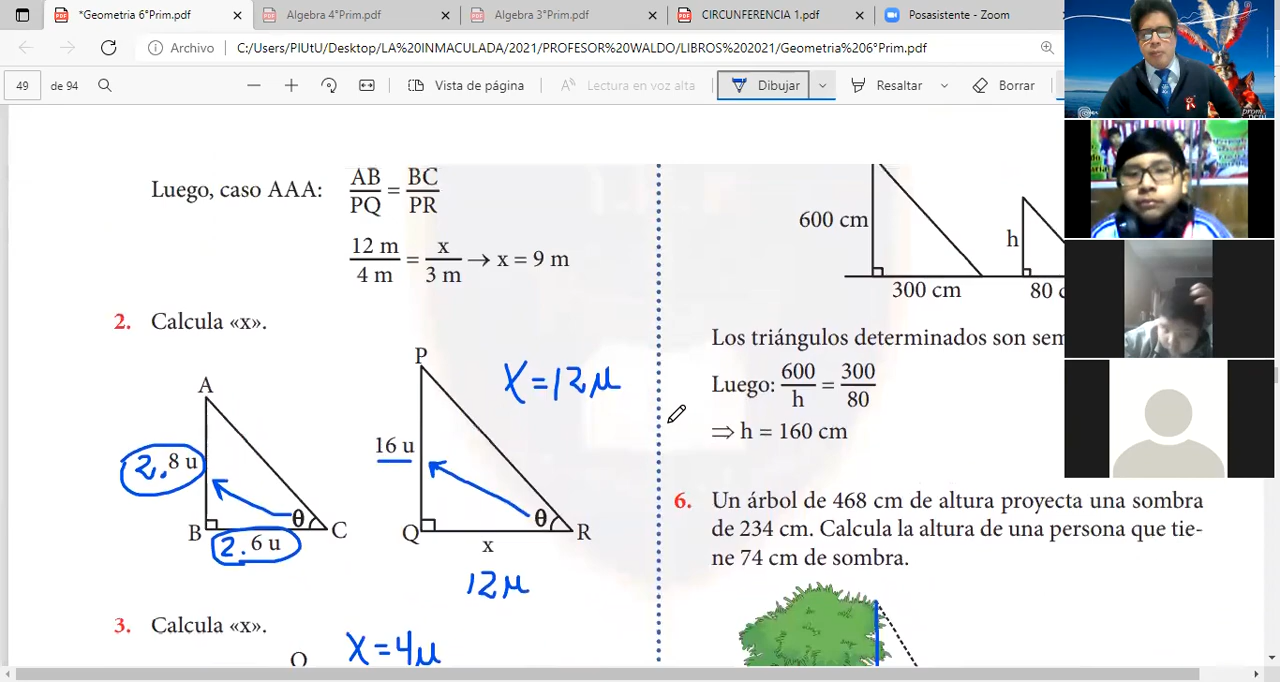 *Geometria 6°Prim.pdf
Algebra 4°Prim.pdf
Algebra 3°Prim.pdf
CIRCUNFERENCIA 1.pdf
Posasistente - Zoom
Archivo
C:/Users/PIUtU/Desktop/LA%20INMACULADA/2021/PROFESOR%20WALDO/LIBROS%202021/Geometria%206°Prim.pdf
49 de 94
Vista de página
Lectura en voz alta
Dibujar
Resaltar
Borrar
Luego, caso AAA: AB/PQ = BC/PR
12 m/4 m = x/3 m → x = 9 m
2. Calcula «x».
A
2. 8 u
B
2. 6 u
θ
C
P
X=12μ
16 u
Q
θ
R
x
12μ
3. Calcula «x».
X=4μ
Q
600 cm
300 cm
h
80 c
Los triángulos determinados son sem
Luego: 600/h = 300/80
⇒ h = 160 cm
6. Un árbol de 468 cm de altura proyecta una sombra
de 234 cm. Calcula la altura de una persona que tie-
ne 74 cm de sombra.